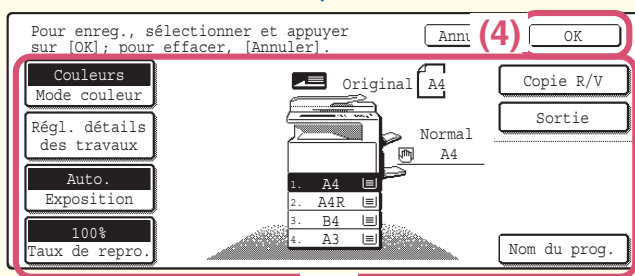 Pour enreg., sélectionner et appuyer
sur [OK]; pour effacer, [Annuler].
(4)
OK
Couleurs
Mode couleur
Régl. détails
des travaux
Auto.
Exposition
100%
Taux de repro.
Original
A4
Normal
A4
1. A4
2. A4R
3. B4
4. A3
Copie R/V
Sortie
Nom du prog.